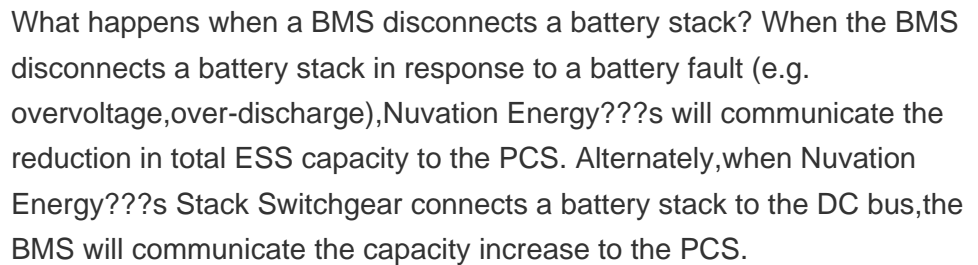 What happens when a BMS disconnects a battery stack? When the BMS
disconnects a battery stack in response to a battery fault (e.g.
overvoltage,over-discharge),Nuvation Energy???s will communicate the
reduction in total ESS capacity to the PCS. Alternately,when Nuvation
Energy???s Stack Switchgear connects a battery stack to the DC bus,the
BMS will communicate the capacity increase to the PCS.